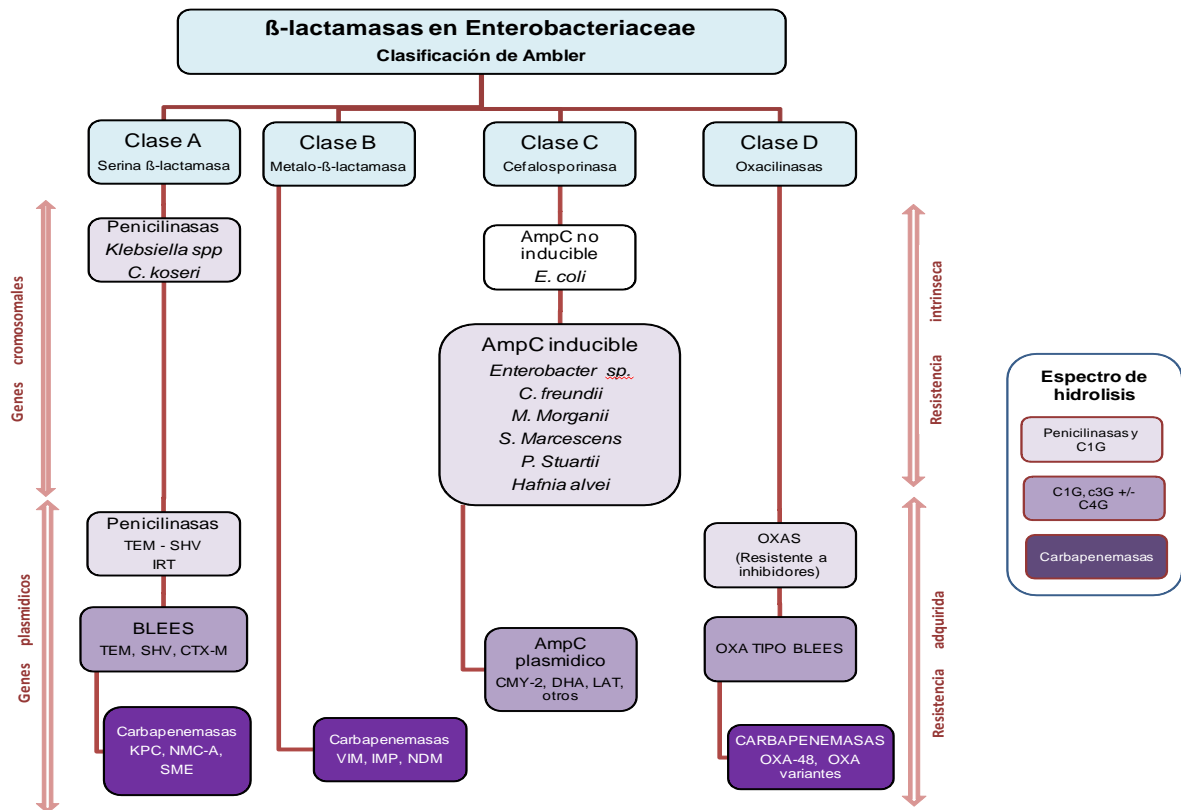 ß-lactamasas en Enterobacteriaceae
Clasificación de Ambler
Clase A
Serina ß-lactamasa
Clase B
Metalo-ß-lactamasa
Clase C
Cefalosporinasa
Clase D
Oxacilinasas
Genes cromosomales
Penicilinasas
Klebsiella spp
C. koseri
AmpC no
inducible
E. coli
AmpC inducible
Enterobacter sp.
C. freundii
M. Morganii
S. Marcescens
P. Stuartii
Hafnia alvei
Resistencia intrinseca
Genes plasmidicos
Penicilinasas
TEM - SHV
IRT
BLEES
TEM, SHV, CTX-M
Carbapenemasas
KPC, NMC-A,
SME
Carbapenemasas
VIM, IMP, NDM
AmpC
plasmidico
CMY-2, DHA, LAT,
otros
OXAS
(Resistente a
inhibidores)
OXA TIPO BLEES
CARBAPENEMASAS
OXA-48, OXA
variantes
Resistencia adquirida
Espectro de
hidrolisis
Penicilinasas y
C1G
C1G, c3G +/-
C4G
Carbapenemasas